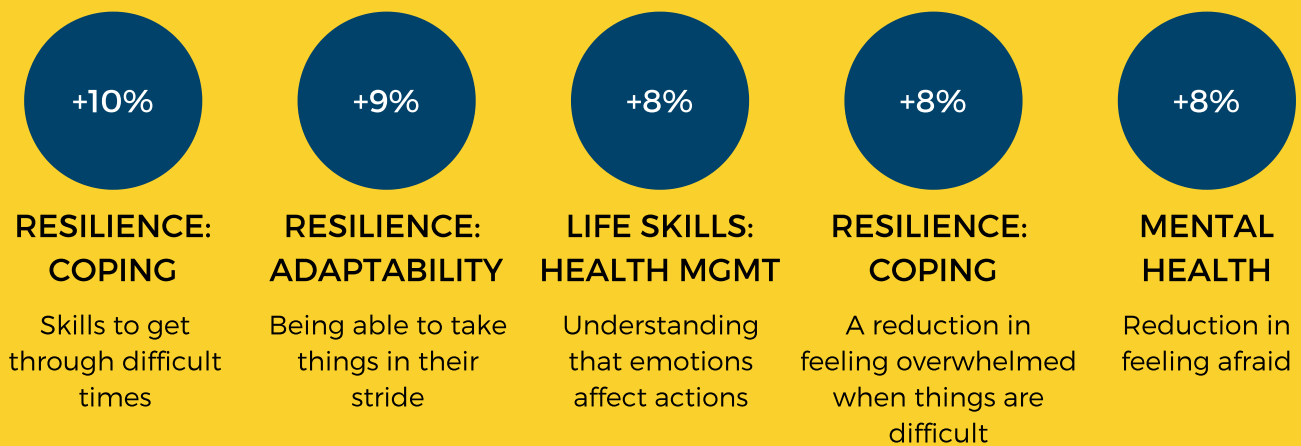 +10%
RESILIENCE:
COPING
Skills to get
through difficult
times
+9%
RESILIENCE:
ADAPTABILITY
Being able to take
things in their
stride
+8%
LIFE SKILLS:
HEALTH MGMT
Understanding
that emotions
affect actions
+8%
RESILIENCE:
COPING
A reduction in
feeling overwhelmed
when things are
difficult
+8%
MENTAL
HEALTH
Reduction in
feeling afraid